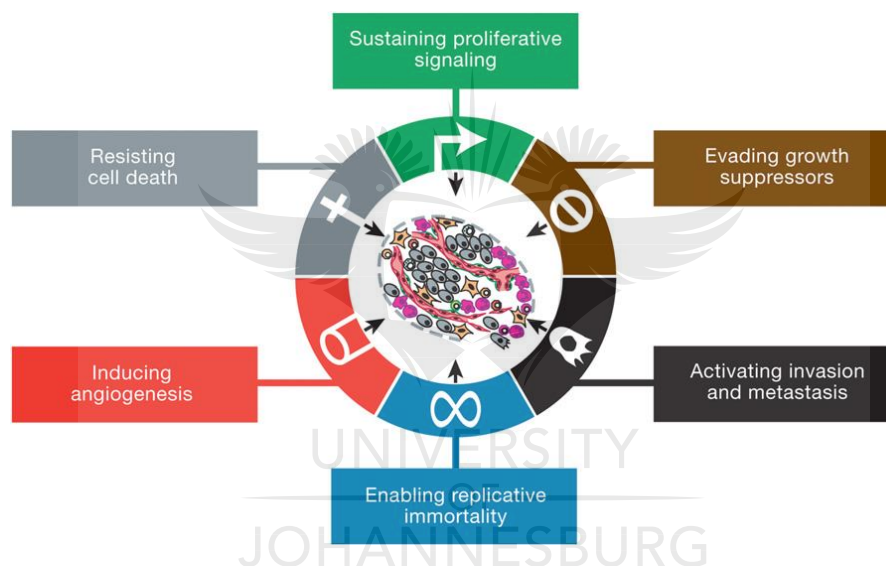 Sustaining proliferative
signaling
Resisting
cell death
Evading growth
suppressors
Inducing
angiogenesis
Activating invasion
and metastasis
Enabling replicative
immortality
UNIVERSITY
OF
JOHANNESBURG